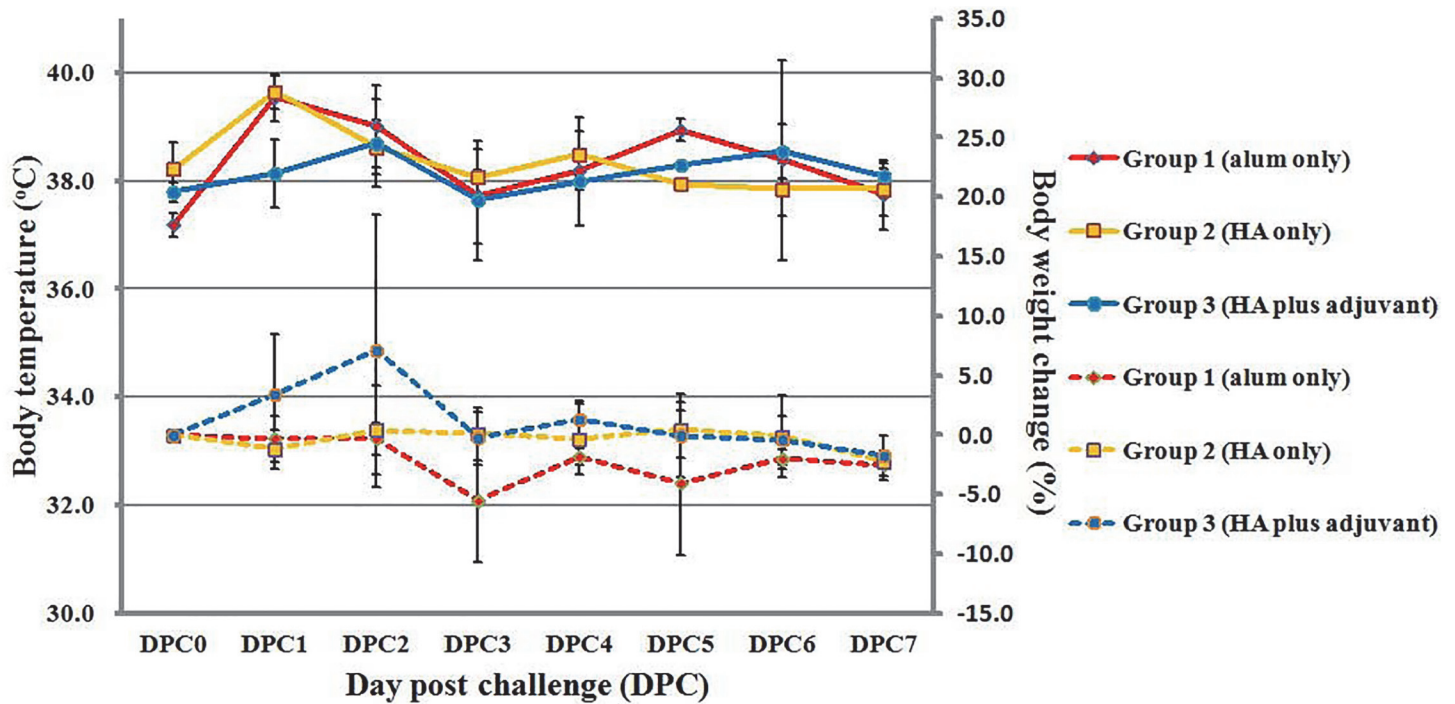 40.0
38.0
36.0
34.0
32.0
30.0
Body temperature (°C)
35.0
30.0
25.0
20.0
15.0
10.0
5.0
0.0
-5.0
-10.0
-15.0
Body weight change (%)
DPC0 DPC1 DPC2 DPC3 DPC4 DPC5 DPC6 DPC7
Day post challenge (DPC)
Group 1 (alum only)
Group 2 (HA only)
Group 3 (HA plus adjuvant)
Group 1 (alum only)
Group 2 (HA only)
Group 3 (HA plus adjuvant)